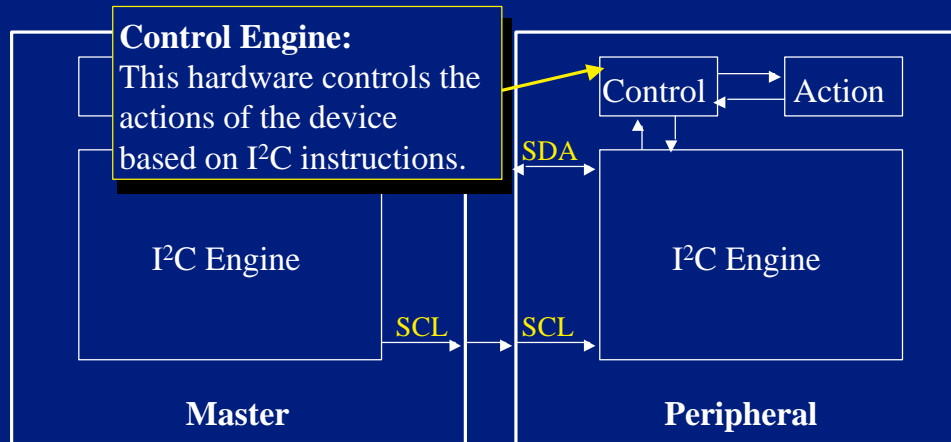 Control Engine:
This hardware controls the
actions of the device
based on I²C instructions.
Control
Action
SDA
I²C Engine
I²C Engine
SCL
SCL
Master
Peripheral